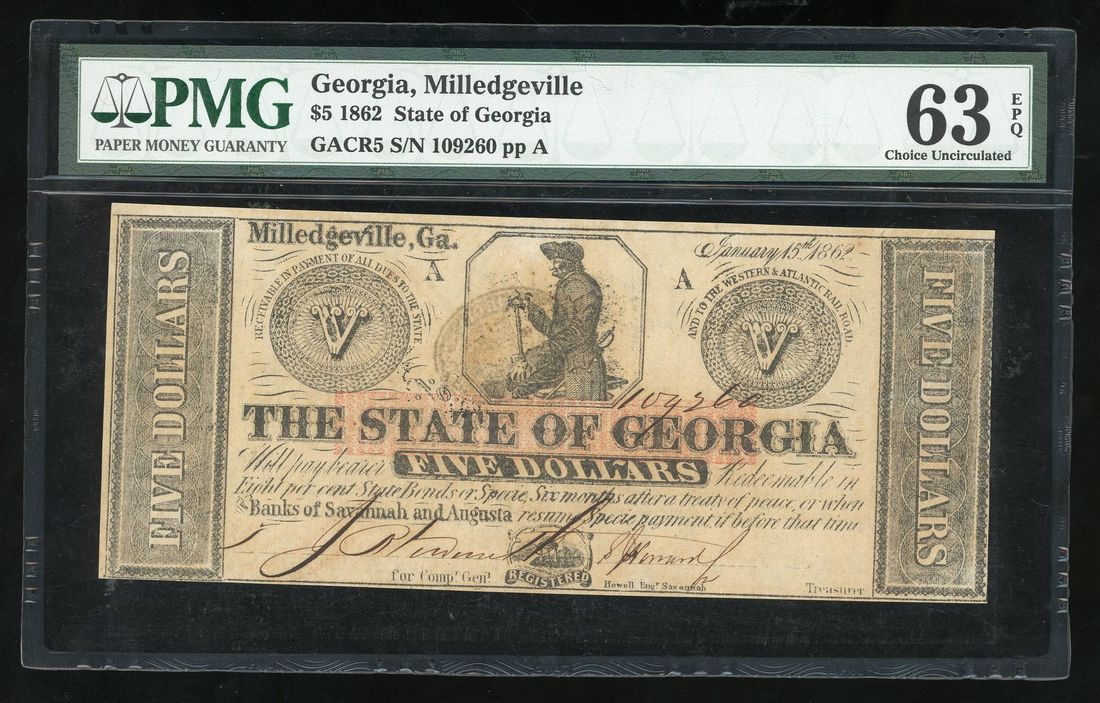 PMG
PAPER MONEY GUARANTY
Georgia, Milledgeville
$5 1862 State of Georgia
GACR5 S/N 109260 pp A
63
EPQ
Choice Uncirculated
FIVE DOLLARS
Milledgeville, Ga.
January 15th 1862
A
A
RECEIVABLE IN PAYMENT OF ALL DUES TO THE STATE
V
AND TO THE WESTERN & ATLANTIC RAIL ROAD
V
109260
THE STATE OF GEORGIA
Will pay bearer FIVE DOLLARS Redeemable in
Eight per cent State Bonds or Specie, Six months after a treaty of peace, or when
the Banks of Savannah and Augusta resume Specie payment, if before that time
for Compr. Genl.
REGISTERED
Howell Engr Savannah
Treasurer
FIVE DOLLARS